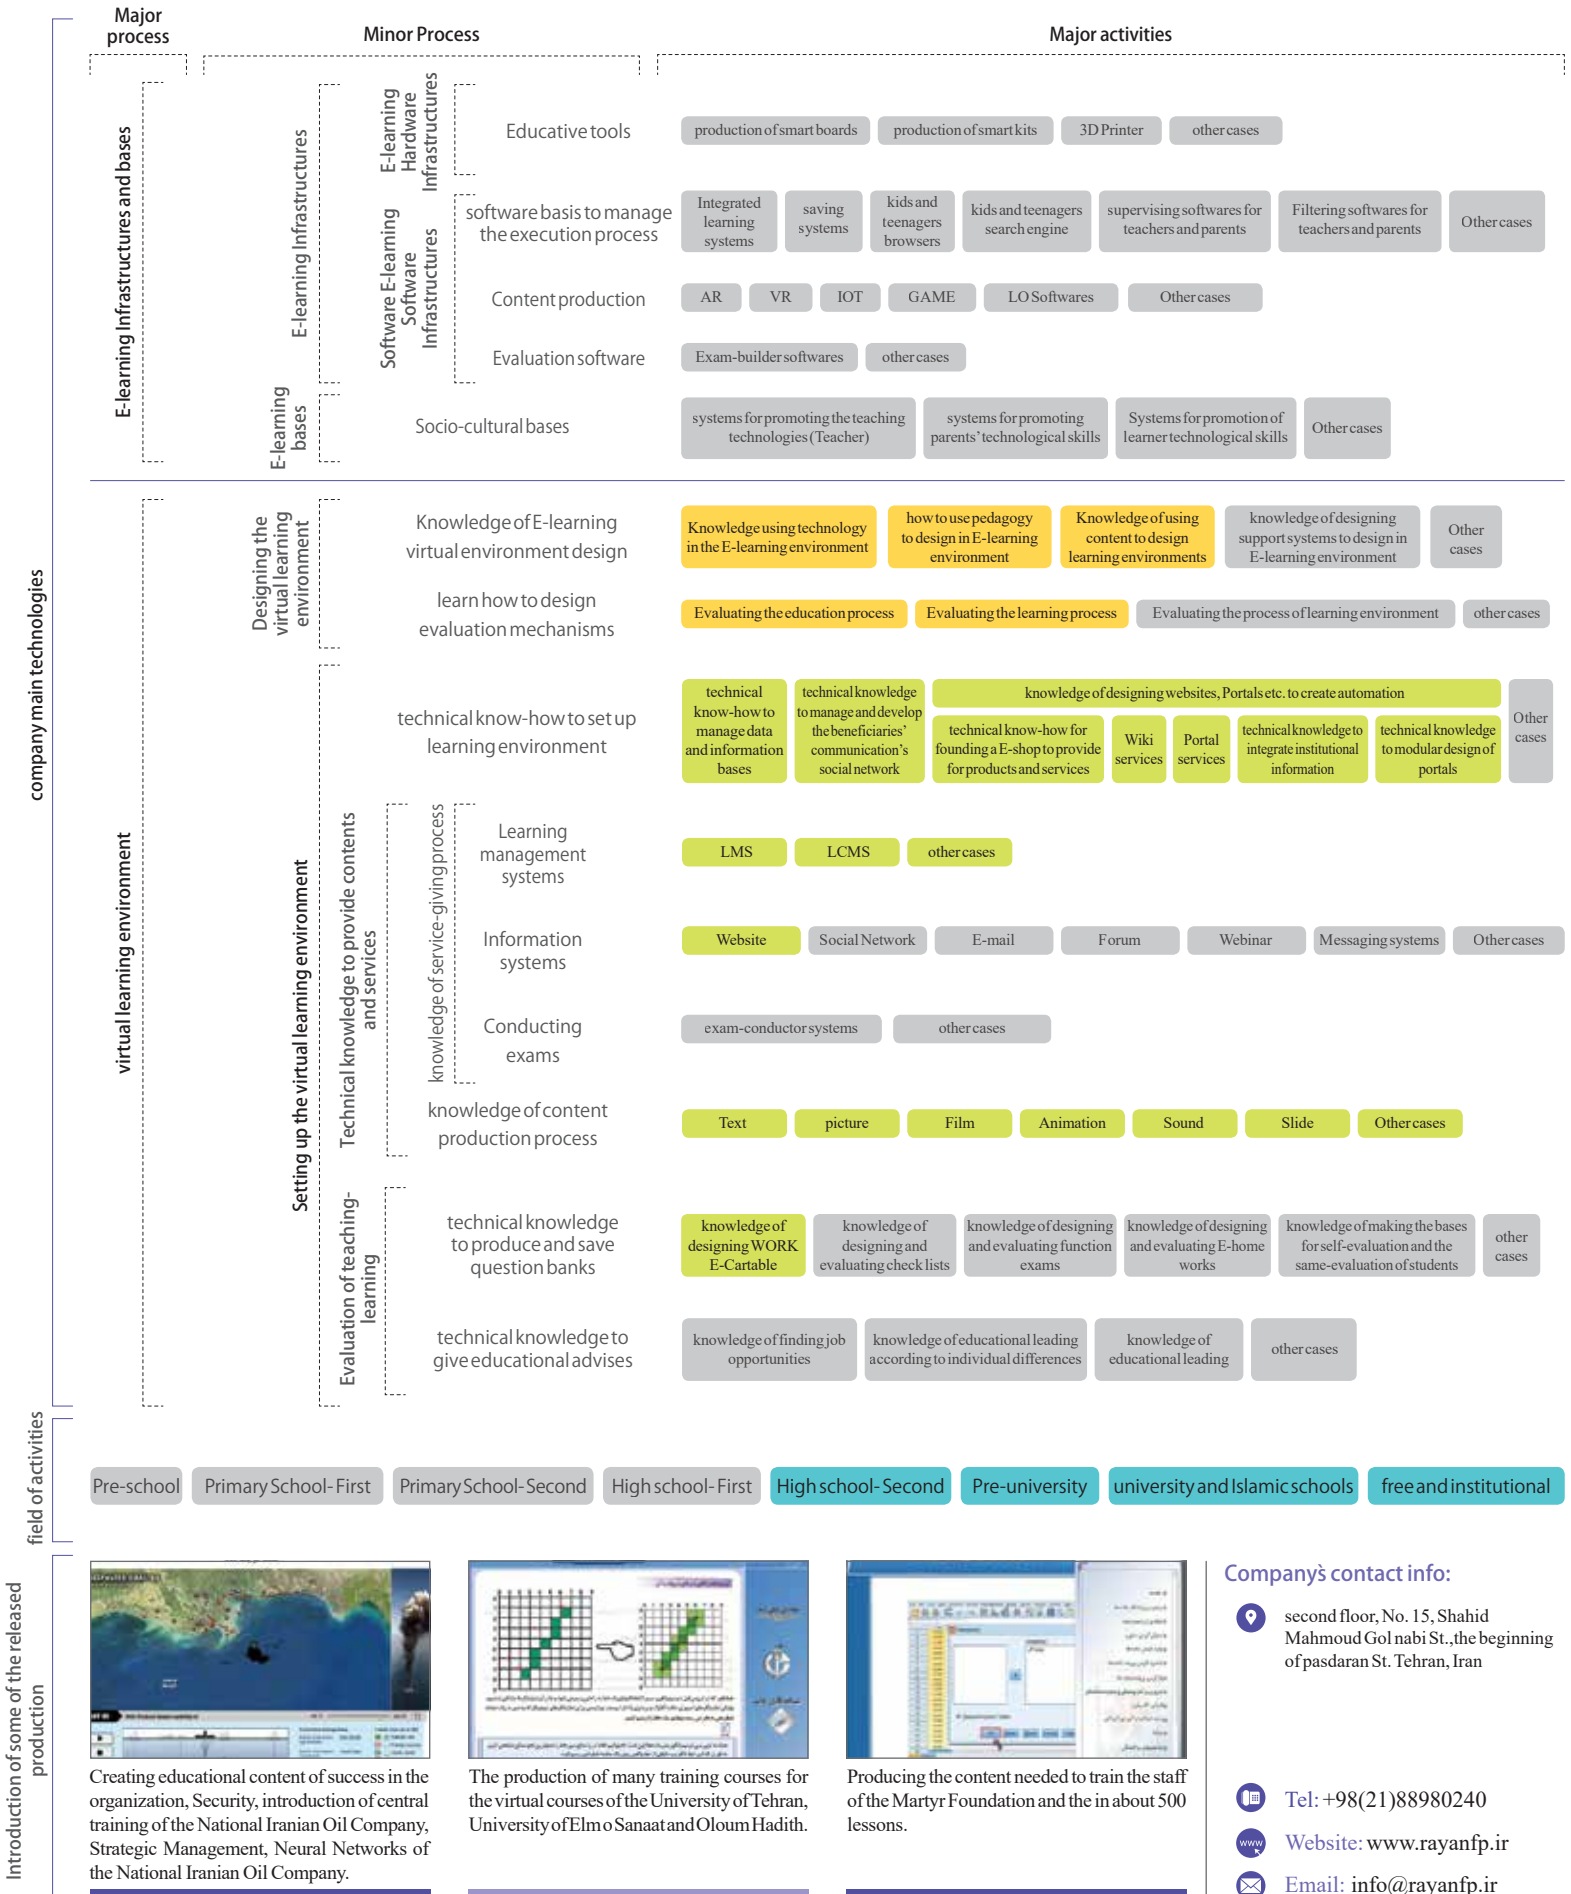 Major
process
Minor Process
Major activities
company main technologies
E-learning Infrastructures and bases
E-learning Infrastructures
E-learning
Hardware
Infrastructures
Educative tools
production of smart boards
production of smart kits
3D Printer
other cases
Software E-learning
Software
Infrastructures
software basis to manage
the execution process
Integrated
learning
systems
saving
systems
kids and
teenagers
browsers
kids and teenagers
search engine
supervising softwares for
teachers and parents
Filtering softwares for
teachers and parents
Other cases
Content production
AR
VR
IOT
GAME
LO Softwares
Other cases
Evaluation software
Exam-builder softwares
other cases
E-learning
bases
Socio-cultural bases
systems for promoting the teaching
technologies (Teacher)
systems for promoting
parents' technological skills
Systems for promotion of
learner technological skills
Other cases
virtual learning environment
Designing the
virtual learning
environment
Knowledge of E-learning
virtual environment design
Knowledge using technology
in the E-learning environment
how to use pedagogy
to design in E-learning
environment
Knowledge of using
content to design
learning environments
knowledge of designing
support systems to design in
E-learning environment
Other
cases
learn how to design
evaluation mechanisms
Evaluating the education process
Evaluating the learning process
Evaluating the process of learning environment
other cases
Setting up the virtual learning environment
technical know-how to set up
learning environment
technical
know-how to
manage data
and information
bases
technical knowledge
to manage and develop
the beneficiaries'
communication's
social network
knowledge of designing websites, Portals etc. to create automation
technical know-how for
founding a E-shop to provide
for products and services
Wiki
services
Portal
services
technical knowledge to
integrate institutional
information
technical knowledge
to modular design of
portals
Other
cases
Technical knowledge to provide contents
and services
knowledge of service-giving process
Learning
management
systems
LMS
LCMS
other cases
Information
systems
Website
Social Network
E-mail
Forum
Webinar
Messaging systems
Other cases
Conducting
exams
exam-conductor systems
other cases
knowledge of content
production process
Text
picture
Film
Animation
Sound
Slide
Other cases
Evaluation of teaching-
learning
technical knowledge
to produce and save
question banks
knowledge of
designing WORK
E-Cartable
knowledge of
designing and
evaluating check lists
knowledge of designing
and evaluating function
exams
knowledge of designing
and evaluating E-home
works
knowledge of making the bases
for self-evaluation and the
same-evaluation of students
other
cases
technical knowledge to
give educational advises
knowledge of finding job
opportunities
knowledge of educational leading
according to individual differences
knowledge of
educational leading
other cases
field of activities
Pre-school
Primary School- First
Primary School- Second
High school- First
High school- Second
Pre-university
university and Islamic schools
free and institutional
Introduction of some of the released
production
Creating educational content of success in the
organization, Security, introduction of central
training of the National Iranian Oil Company,
Strategic Management, Neural Networks of
the National Iranian Oil Company.
The production of many training courses for
the virtual courses of the University of Tehran,
University of Elm o Sanaat and Oloum Hadith.
Producing the content needed to train the staff
of the Martyr Foundation and the in about 500
lessons.
Company's contact info:
second floor, No. 15, Shahid
Mahmoud Gol nabi St.,the beginning
of pasdaran St. Tehran, Iran
Tel: +98(21)88980240
www
Website: www.rayanfp.ir
Email: info@rayanfp.ir